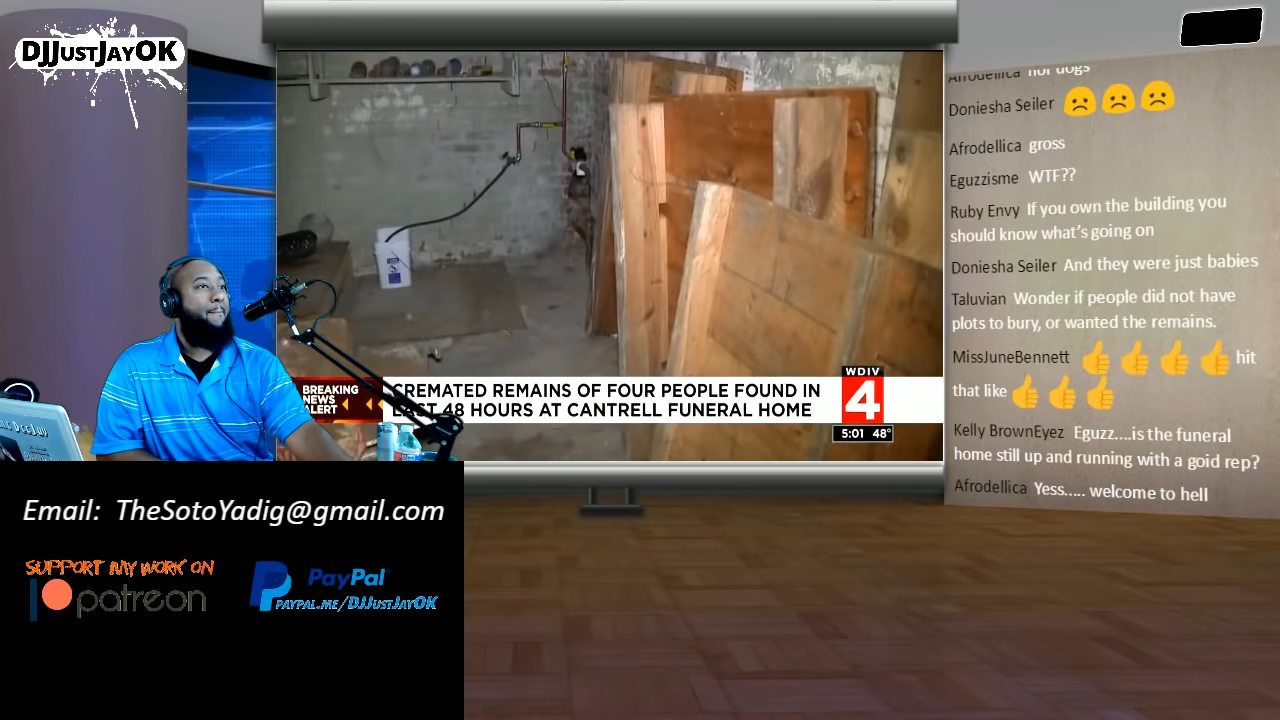 DJJUSTJAYOK
Afrodellica hot dogs
Doniesha Seiler
Afrodellica gross
Eguzzisme WTF??
Ruby Envy If you own the building you
should know what's going on
Doniesha Seiler And they were just babies
Taluvian Wonder if people did not have
plots to bury, or wanted the remains.
MissJuneBennett hit
that like
Kelly BrownEyez Eguzz....is the funeral
home still up and running with a goid rep?
Afrodellica Yess..... welcome to hell
BREAKING
NEWS
ALERT
CREMATED REMAINS OF FOUR PEOPLE FOUND IN
LAST 48 HOURS AT CANTRELL FUNERAL HOME
WDIV
4
5:01 48°
Email: TheSotoYadig@gmail.com
SUPPORT MY WORK ON
patreon
PayPal
PAYPAL.ME/DJJUSTJAYOK